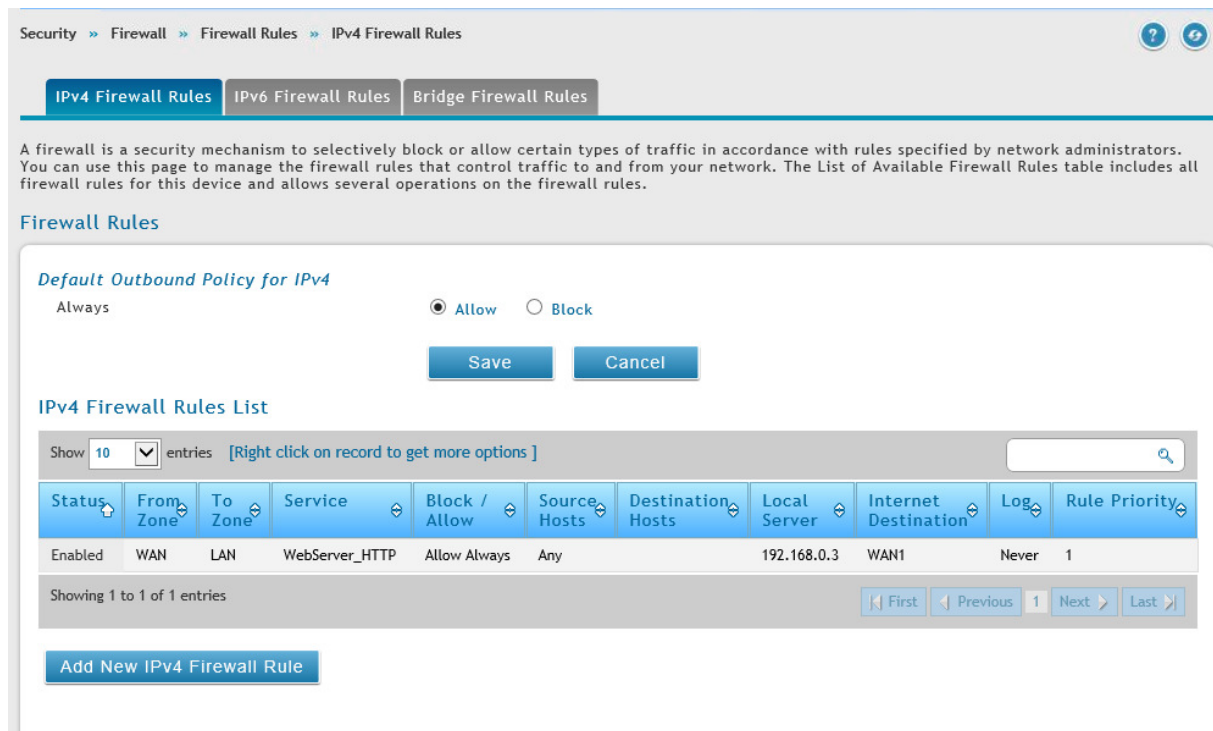 Security » Firewall » Firewall Rules » IPv4 Firewall Rules
?
IPv4 Firewall Rules IPv6 Firewall Rules Bridge Firewall Rules
A firewall is a security mechanism to selectively block or allow certain types of traffic in accordance with rules specified by network administrators.
You can use this page to manage the firewall rules that control traffic to and from your network. The List of Available Firewall Rules table includes all
firewall rules for this device and allows several operations on the firewall rules.
Firewall Rules
Default Outbound Policy for IPv4
Always Allow Block
Save Cancel
IPv4 Firewall Rules List
Show 10 entries [Right click on record to get more options ]
Status From Zone To Zone Service Block / Allow Source Hosts Destination Hosts Local Server Internet Destination Log Rule Priority
Enabled WAN LAN WebServer_HTTP Allow Always Any 192.168.0.3 WAN1 Never 1
Showing 1 to 1 of 1 entries First Previous 1 Next Last
Add New IPv4 Firewall Rule